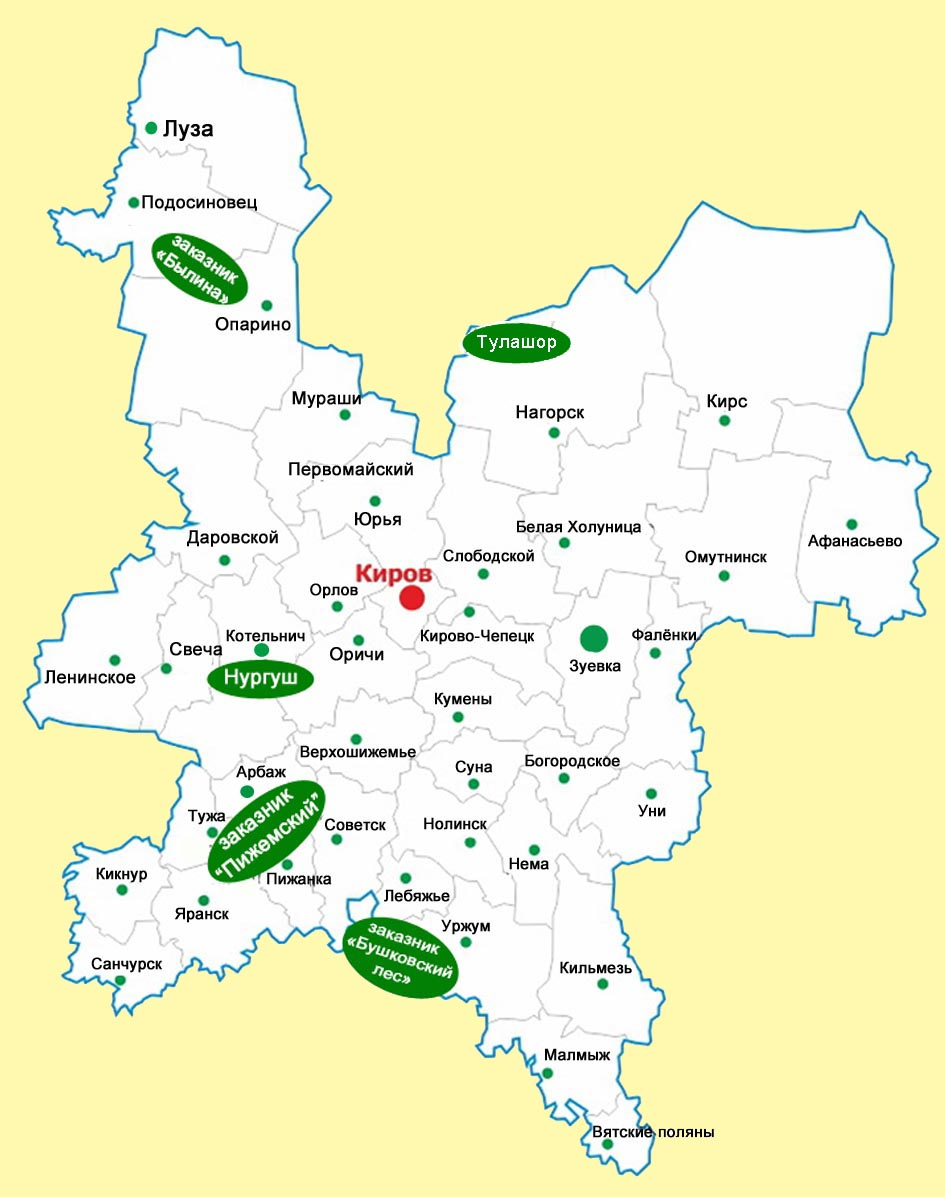 Луза
Подосиновец
заказник
«Былина»
Опарино
Тулашор
Мураши
Кирс
Нагорск
Первомайский
Юрья
Белая Холуница
Даровской
Афанасьево
Слободской
Омутнинск
Киров
Орлов
Котельнич
Кирово-Чепецк
Фалёнки
Свеча
Оричи
Зуевка
Ленинское
Нургуш
Кумены
Верхошижемье
Богородское
Суна
Арбаж
заказник
“Пижемский”
Уни
Тужа
Советск
Нолинск
Нема
Кикнур
Пижанка
Лебяжье
Яранск
Уржум
заказник
«Бушковский
лес»
Санчурск
Кильмезь
Малмыж
Вятские поляны